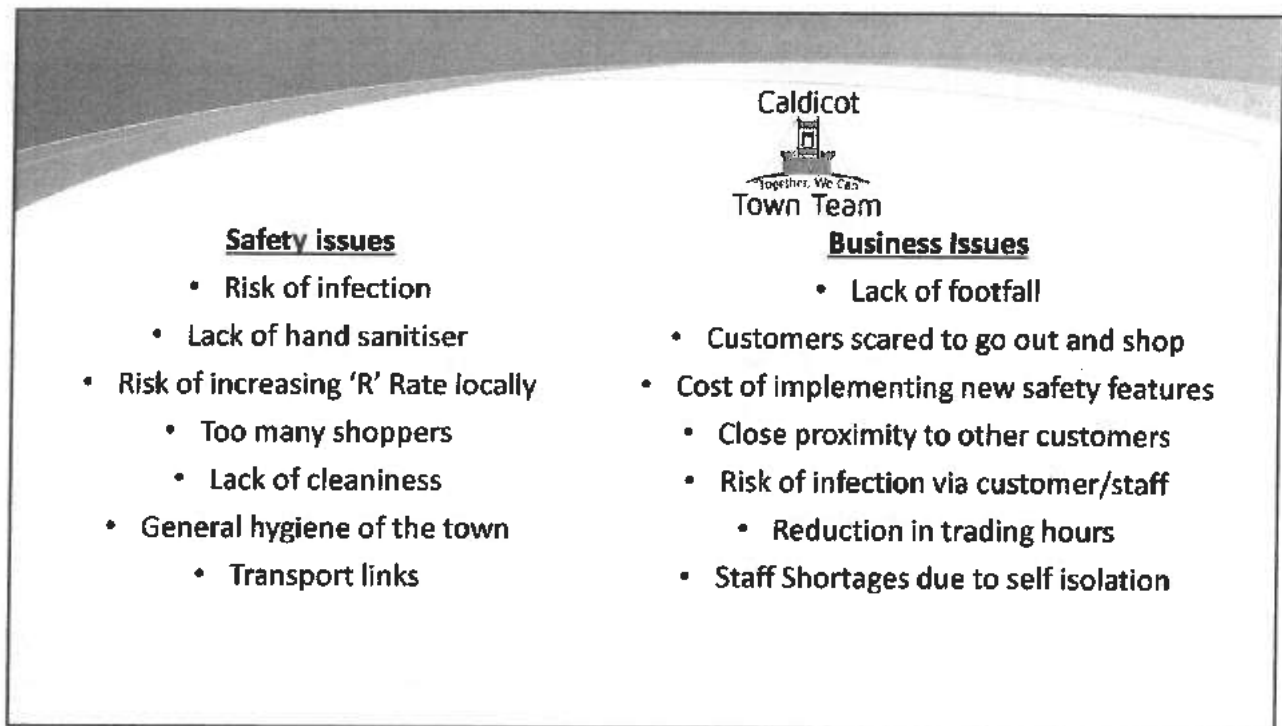 Caldicot
Together, We Can
Town Team
Safety issues
• Risk of infection
• Lack of hand sanitiser
• Risk of increasing 'R' Rate locally
• Too many shoppers
• Lack of cleaniness
• General hygiene of the town
• Transport links
Business Issues
• Lack of footfall
• Customers scared to go out and shop
• Cost of implementing new safety features
• Close proximity to other customers
• Risk of infection via customer/staff
• Reduction in trading hours
• Staff Shortages due to self isolation